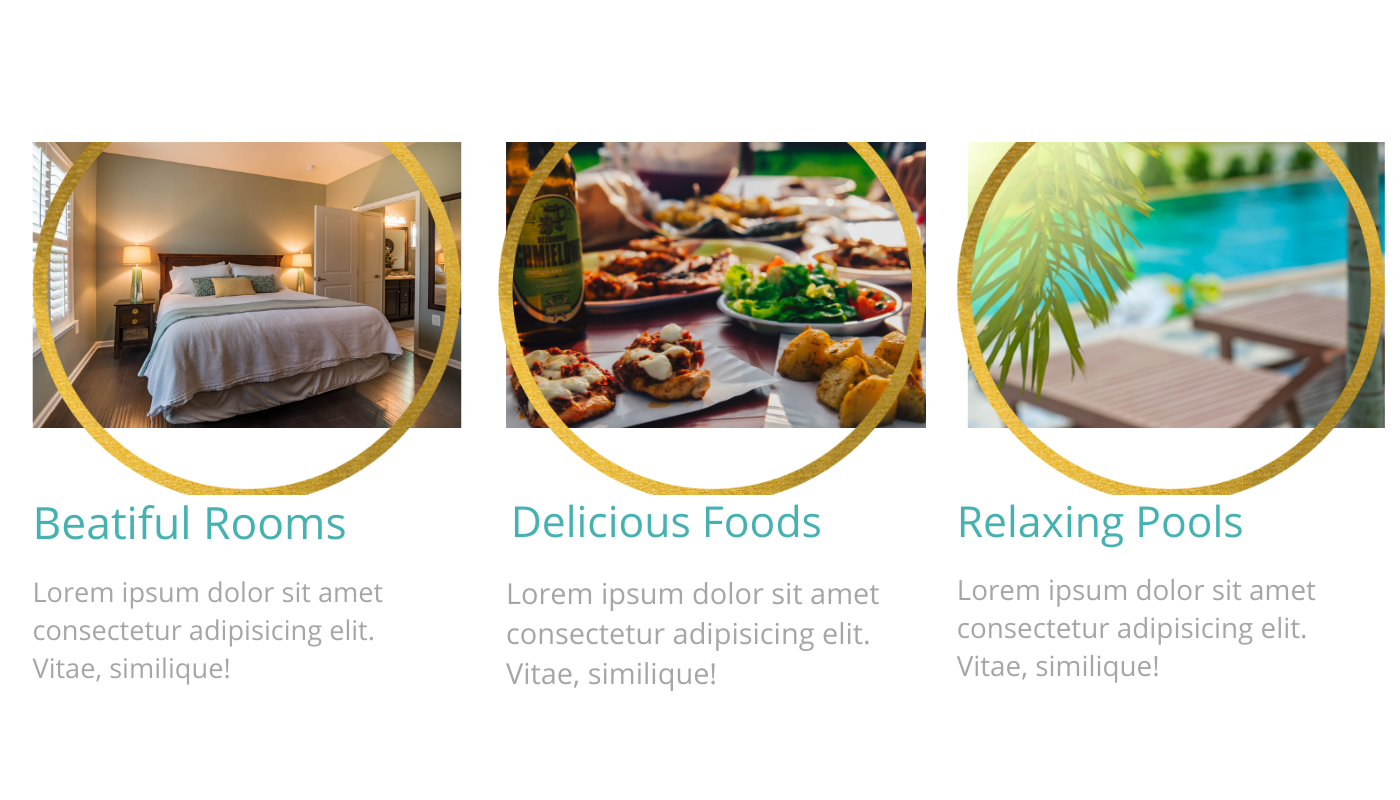 Beatiful Rooms
Lorem ipsum dolor sit amet
consectetur adipisicing elit.
Vitae, similique!
Delicious Foods
Lorem ipsum dolor sit amet
consectetur adipisicing elit.
Vitae, similique!
Relaxing Pools
Lorem ipsum dolor sit amet
consectetur adipisicing elit.
Vitae, similique!